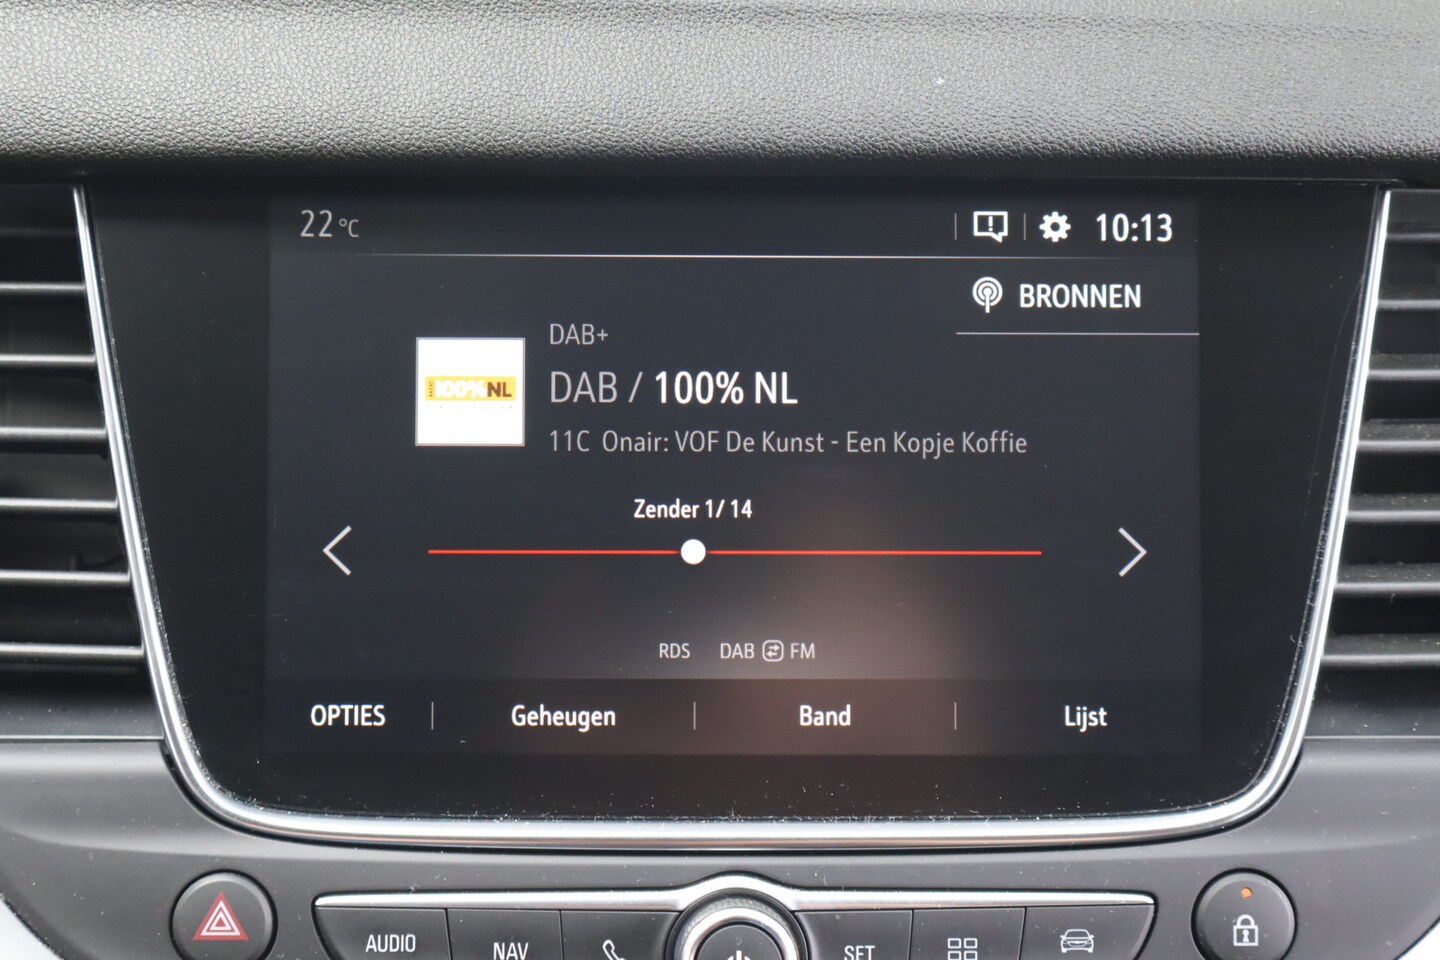 22 °C
10:13
BRONNEN
DAB+
100%NL
DAB / 100% NL
11C Onair: VOF De Kunst - Een Kopje Koffie
Zender 1/ 14
RDS DAB FM
OPTIES Geheugen Band Lijst
AUDIO NAV SET